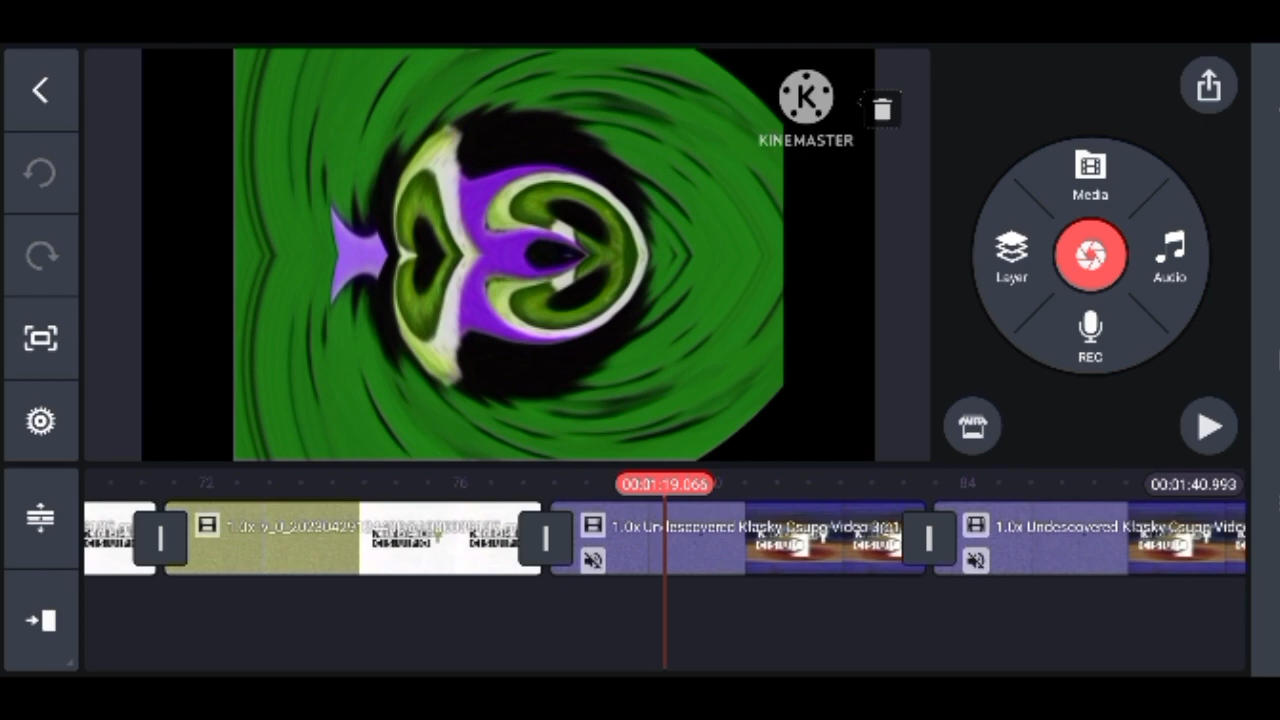 KINEMASTER
Media
Layer
Audio
REC
72
76
00:01:19.066
84
00:01:40.993
1.0x
1.0x Undescovered Klasky Csupo Video
1.0x Undescovered Klasky Csupo Video